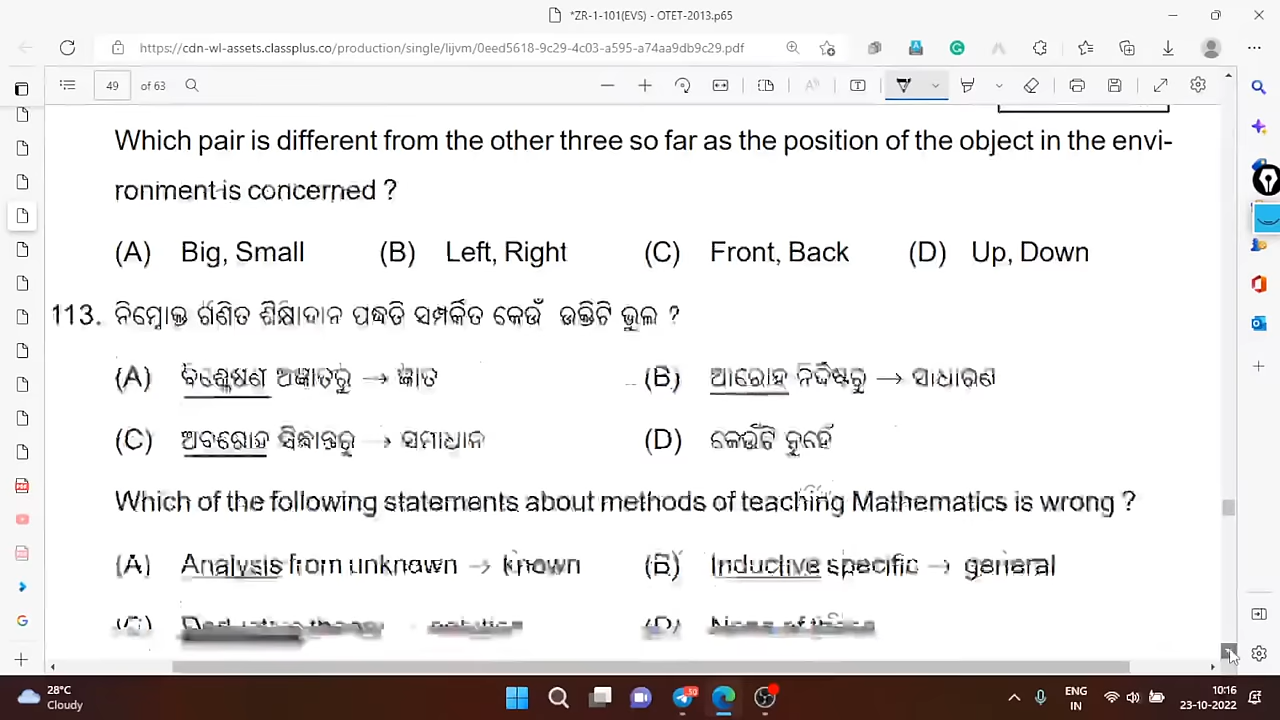 *ZR-1-101(EVS) - OTET-2013.p65
https://cdn-wl-assets.classplus.co/production/single/lijvm/0eed5618-9c29-4c03-a595-a74aa9db9c29.pdf
49 of 63
Which pair is different from the other three so far as the position of the object in the envi-
ronment is concerned ?
(A) Big, Small (B) Left, Right (C) Front, Back (D) Up, Down
113. ନିମ୍ନୋକ୍ତ ଗଣିତ ଶିକ୍ଷାଦାନ ପଦ୍ଧତି ସମ୍ପର୍କିତ କେଉଁ ଉକ୍ତିଟି ଭୁଲ ?
(A) ବିଶ୍ଳେଷଣ ଅଜ୍ଞାତରୁ → ଜ୍ଞାତ (B) ଆରୋହ ନିର୍ଦ୍ଦିଷ୍ଟରୁ → ସାଧାରଣ
(C) ଅବରୋହ ସିଦ୍ଧାନ୍ତରୁ → ସମାଧାନ (D) କେଉଁଟି ନୁହେଁ
Which of the following statements about methods of teaching Mathematics is wrong ?
(A) Analysis from unknown → known (B) Inductive specific → general
(C) (D) None of these
28°C
Cloudy
50
ENG
IN
10:16
23-10-2022